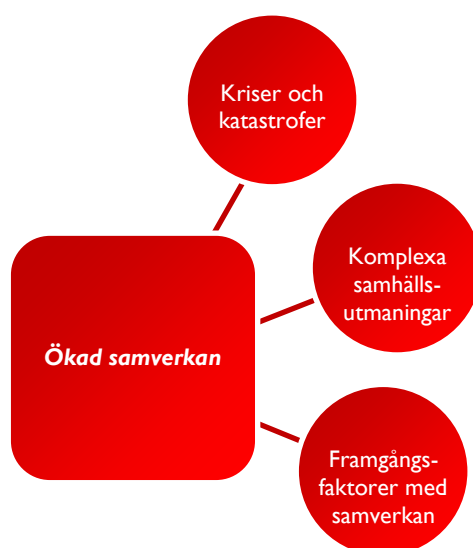 Kriser och
katastrofer
Komplexa
samhälls-
utmaningar
Ökad samverkan
Framgångs-
faktorer med
samverkan